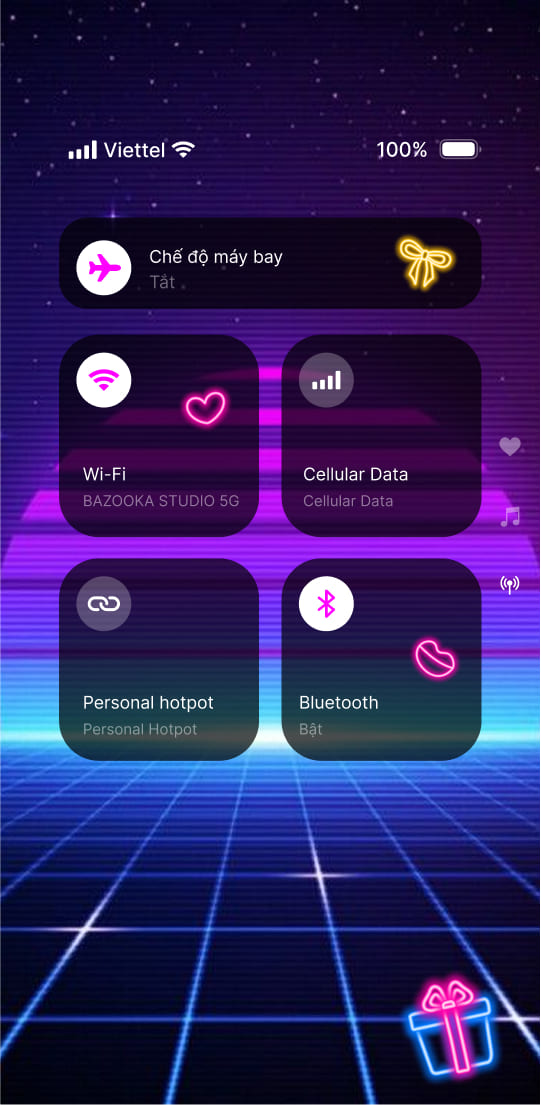 Viettel
100%
Chế độ máy bay
Tắt
Wi-Fi
BAZOOKA STUDIO 5G
Cellular Data
Cellular Data
Personal hotpot
Personal Hotpot
Bluetooth
Bật